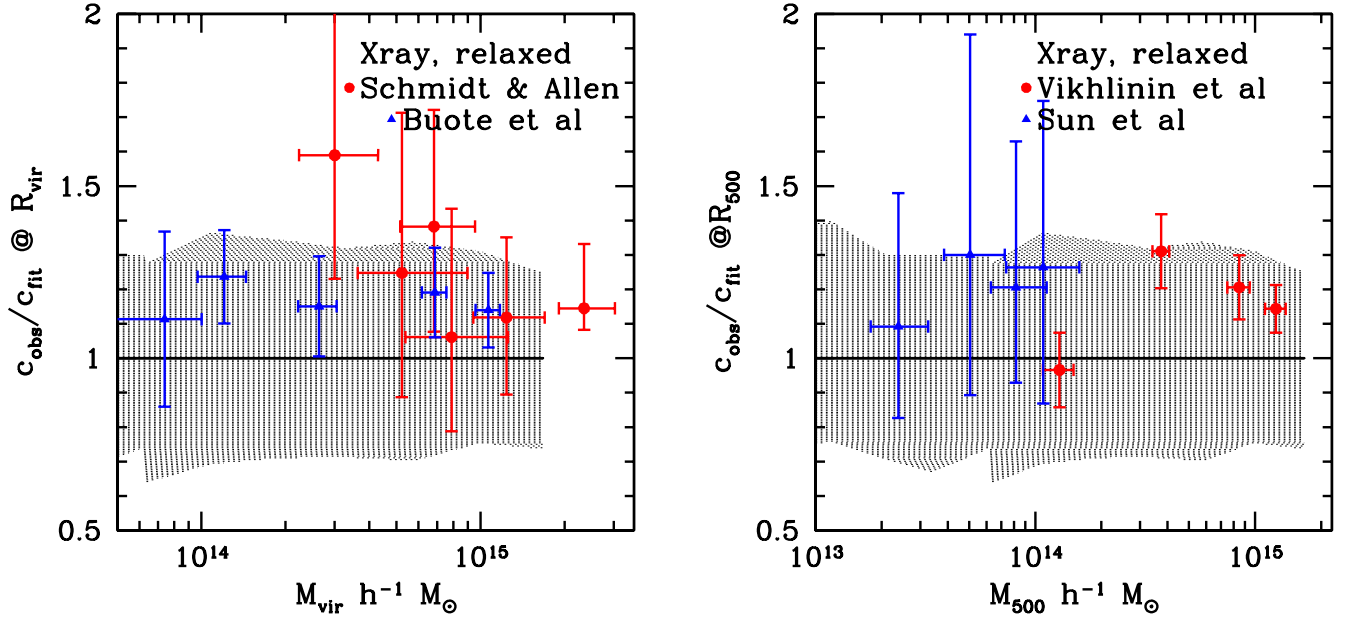 2
1.5
1
0.5
c_obs/c_fit @ R_vir
Xray, relaxed
Schmidt & Allen
Buote et al
10^14
10^15
M_vir h^-1 M_⊙
2
1.5
1
0.5
c_obs/c_fit @R_500
Xray, relaxed
Vikhlinin et al
Sun et al
10^13
10^14
10^15
M_500 h^-1 M_⊙